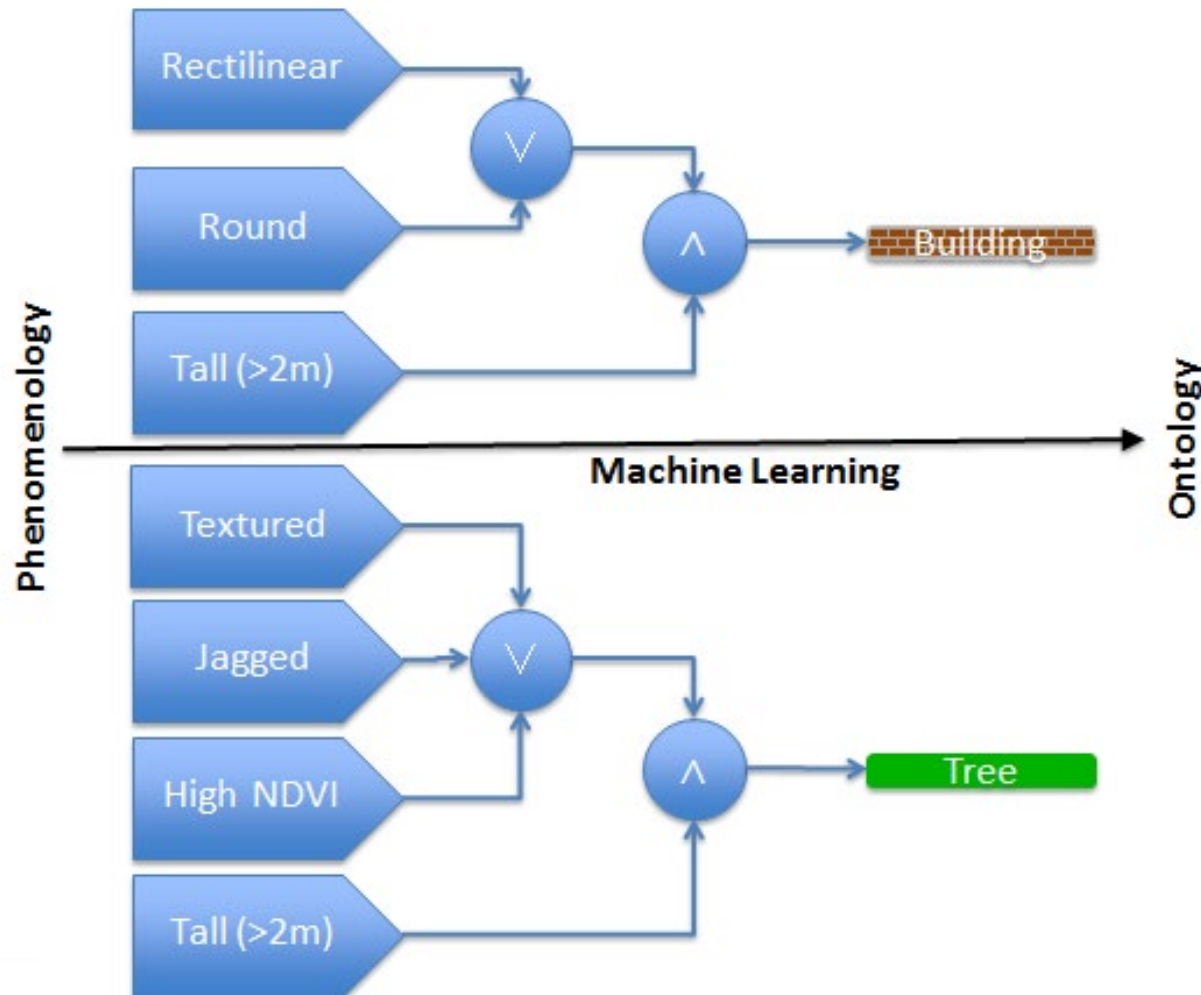 Rectilinear
∨
Round
∧
Building
Tall (>2m)
Phenomenology
Machine Learning
Ontology
Textured
Jagged
∨
High NDVI
∧
Tree
Tall (>2m)